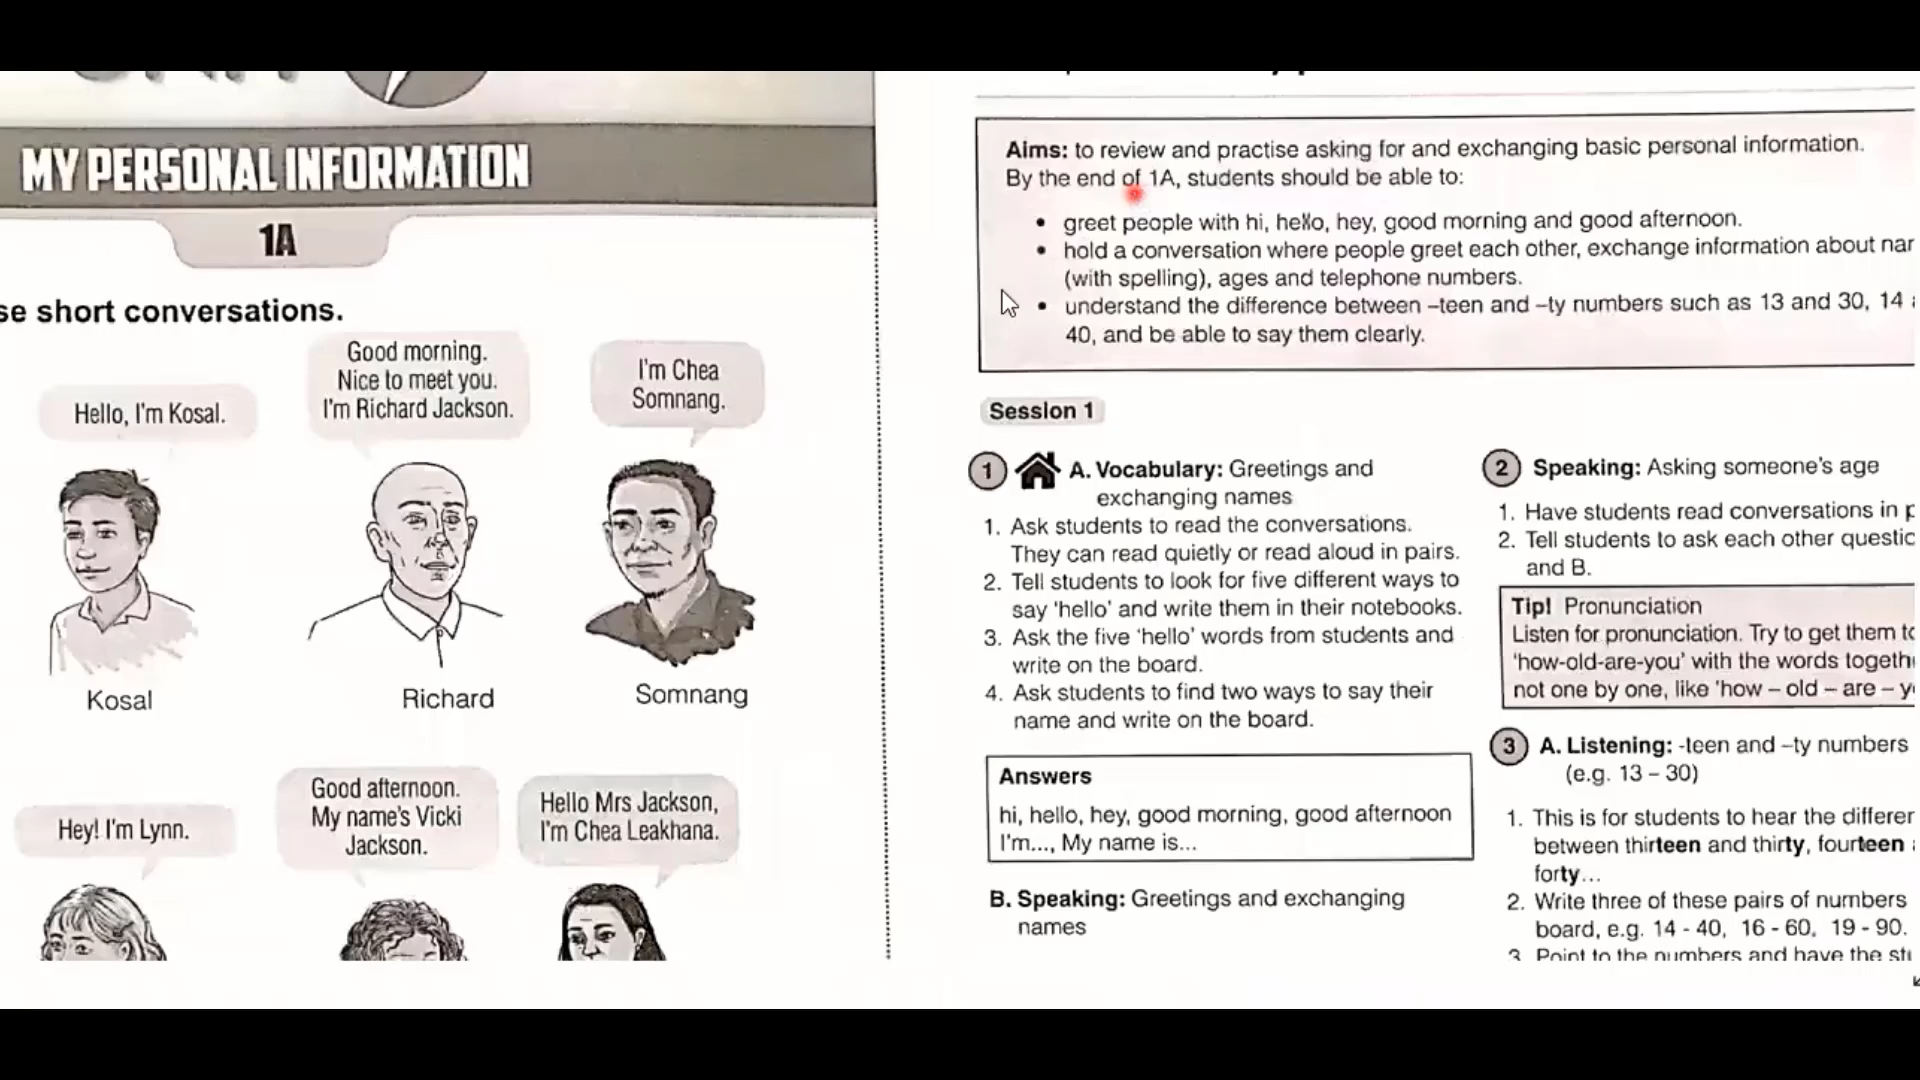 MY PERSONAL INFORMATION
1A
se short conversations.
Hello, I'm Kosal.
Good morning.
Nice to meet you.
I'm Richard Jackson.
I'm Chea
Somnang.
Kosal
Richard
Somnang
Hey! I'm Lynn.
Good afternoon.
My name's Vicki
Jackson.
Hello Mrs Jackson,
I'm Chea Leakhana.
Aims: to review and practise asking for and exchanging basic personal information.
By the end of 1A, students should be able to:
• greet people with hi, hello, hey, good morning and good afternoon.
• hold a conversation where people greet each other, exchange information about nar
(with spelling), ages and telephone numbers.
• understand the difference between –teen and –ty numbers such as 13 and 30, 14
40, and be able to say them clearly.
Session 1
1 A. Vocabulary: Greetings and
exchanging names
1. Ask students to read the conversations.
They can read quietly or read aloud in pairs.
2. Tell students to look for five different ways to
say 'hello' and write them in their notebooks.
3. Ask the five 'hello' words from students and
write on the board.
4. Ask students to find two ways to say their
name and write on the board.
Answers
hi, hello, hey, good morning, good afternoon
I'm..., My name is...
B. Speaking: Greetings and exchanging
names
2 Speaking: Asking someone's age
1. Have students read conversations in p
2. Tell students to ask each other questic
and B.
Tip! Pronunciation
Listen for pronunciation. Try to get them to
'how-old-are-you' with the words togeth
not one by one, like 'how – old – are – y
3 A. Listening: -teen and –ty numbers
(e.g. 13 – 30)
1. This is for students to hear the differer
between thirteen and thirty, fourteen
forty...
2. Write three of these pairs of numbers
board, e.g. 14 - 40, 16 - 60, 19 - 90.
3 Point to the numbers and have the stu